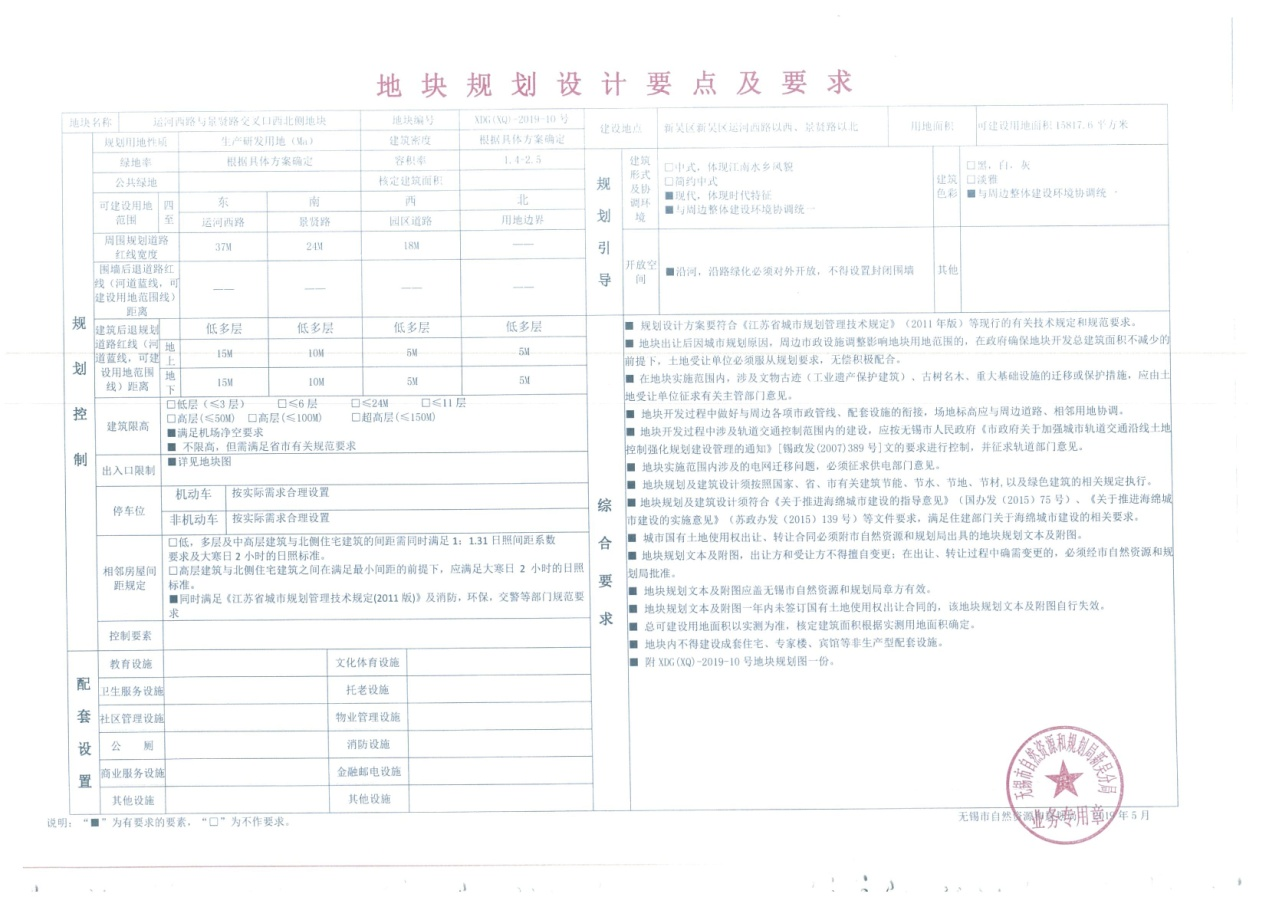 地块规划设计要点及要求
地块名称 运河西路与景贤路交叉口西北侧地块 地块编号 XDG(XQ)-2019-10号 建设地点 新吴区新吴区运河西路以西、景贤路以北 用地面积 可建设用地面积45817.6平方米
规划控制
规划用地性质 生产研发用地(Ma) 建筑密度 根据具体方案确定
绿地率 根据具体方案确定 容积率 1.4-2.5
公共绿地 核定建筑面积
可建设用地范围 四至 东 南 西 北
运河西路 景贤路 园区道路 用地边界
周围规划道路
红线宽度 37M 24M 18M ——
围墙后退道路红
线(河道蓝线,可
建设用地范围线)
距离 —— —— —— ——
建筑后退规划
道路红线(河
道蓝线,可建
设用地范围
线)距离
低多层 低多层 低多层 低多层
地上 15M 10M 5M 5M
地下 15M 10M 5M 5M
建筑限高
□低层(≤3层) □≤6层 □≤24M □≤11层
□高层(≤50M) □高层(≤100M) □超高层(≤150M)
■满足机场净空要求
■ 不限高,但需满足省市有关规范要求
出入口限制 ■详见地块图
停车位 机动车 按实际需求合理设置
非机动车 按实际需求合理设置
相邻房屋间
距规定
□低,多层及中高层建筑与北侧住宅建筑的间距需同时满足1:1.31日照间距系数
要求及大寒日2小时的日照标准。
□高层建筑与北侧住宅建筑之间在满足最小间距的前提下,应满足大寒日 2 小时的日照
标准。
■同时满足《江苏省城市规划管理技术规定(2011版)》及消防,环保,交警等部门规范要
求
控制要素
配套设置
教育设施 文化体育设施
卫生服务设施 托老设施
社区管理设施 物业管理设施
公 厕 消防设施
商业服务设施 金融邮电设施
其他设施 其他设施
规划引导
建筑
形式
及协
调环
境
□中式,体现江南水乡风貌
□简约中式
■现代,体现时代特征
■与周边整体建设环境协调统一
建筑
色彩
□黑,白,灰
□淡雅
■与周边整体建设环境协调统一
开放空
间
■沿河,沿路绿化必须对外开放,不得设置封闭围墙
其他
综合要求
■ 规划设计方案要符合《江苏省城市规划管理技术规定》(2011年版)等现行的有关技术规定和规范要求。
■ 地块出让后因城市规划原因,周边市政设施调整影响地块用地范围的,在政府确保地块开发总建筑面积不减少的
前提下,土地受让单位必须服从规划要求,无偿积极配合。
■ 在地块实施范围内,涉及文物古迹(工业遗产保护建筑)、古树名木、重大基础设施的迁移或保护措施,应由土
地受让单位征求有关主管部门意见。
■ 地块开发过程中做好与周边各项市政管线、配套设施的衔接,场地标高应与周边道路、相邻用地协调。
■ 地块开发过程中涉及轨道交通控制范围内的建设,应按无锡市人民政府《市政府关于加强城市轨道交通沿线土地
控制强化规划建设管理的通知》[锡政发(2007)389号]文的要求进行控制,并征求轨道部门意见。
■ 地块实施范围内涉及的电网迁移问题,必须征求供电部门意见。
■ 地块规划及建筑设计须按照国家、省、市有关建筑节能、节水、节地、节材,以及绿色建筑的相关规定执行。
■ 地块规划及建筑设计须符合《关于推进海绵城市建设的指导意见》(国办发(2015)75号)、《关于推进海绵城
市建设的实施意见》(苏政办发(2015)139号)等文件要求,满足住建部门关于海绵城市建设的相关要求。
■ 城市国有土地使用权出让、转让合同必须附市自然资源和规划局出具的地块规划文本及附图。
■ 地块规划文本及附图,出让方和受让方不得擅自变更;在出让、转让过程中确需变更的,必须经市自然资源和规
划局批准。
■ 地块规划文本及附图应盖无锡市自然资源和规划局章方有效。
■ 地块规划文本及附图一年内未签订国有土地使用权出让合同的,该地块规划文本及附图自行失效。
■ 总可建设用地面积以实测为准,核定建筑面积根据实测用地面积确定。
■ 地块内不得建设成套住宅、专家楼、宾馆等非生产型配套设施。
■ 附XDG(XQ)-2019-10号地块规划图一份。
无锡市自然资源和规划局新吴分局
业务专用章
说明:“■”为有要求的要素,“□”为不作要求。
无锡市自然资源和规划局 2019年5月